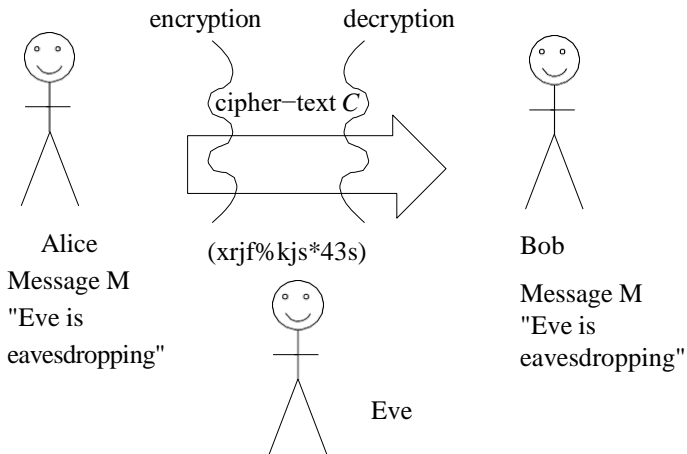 encryption
decryption
cipher−text C
Alice
Message M
"Eve is
eavesdropping"
(xrjf%kjs*43s)
Bob
Message M
"Eve is
eavesdropping"
Eve